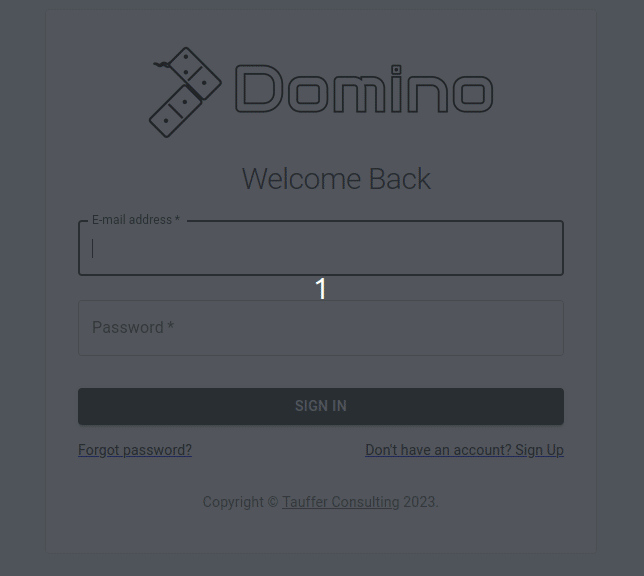 Domino
Welcome Back
E-mail address *
1
Password *
SIGN IN
Forgot password? Don't have an account? Sign Up
Copyright © Tauffer Consulting 2023.